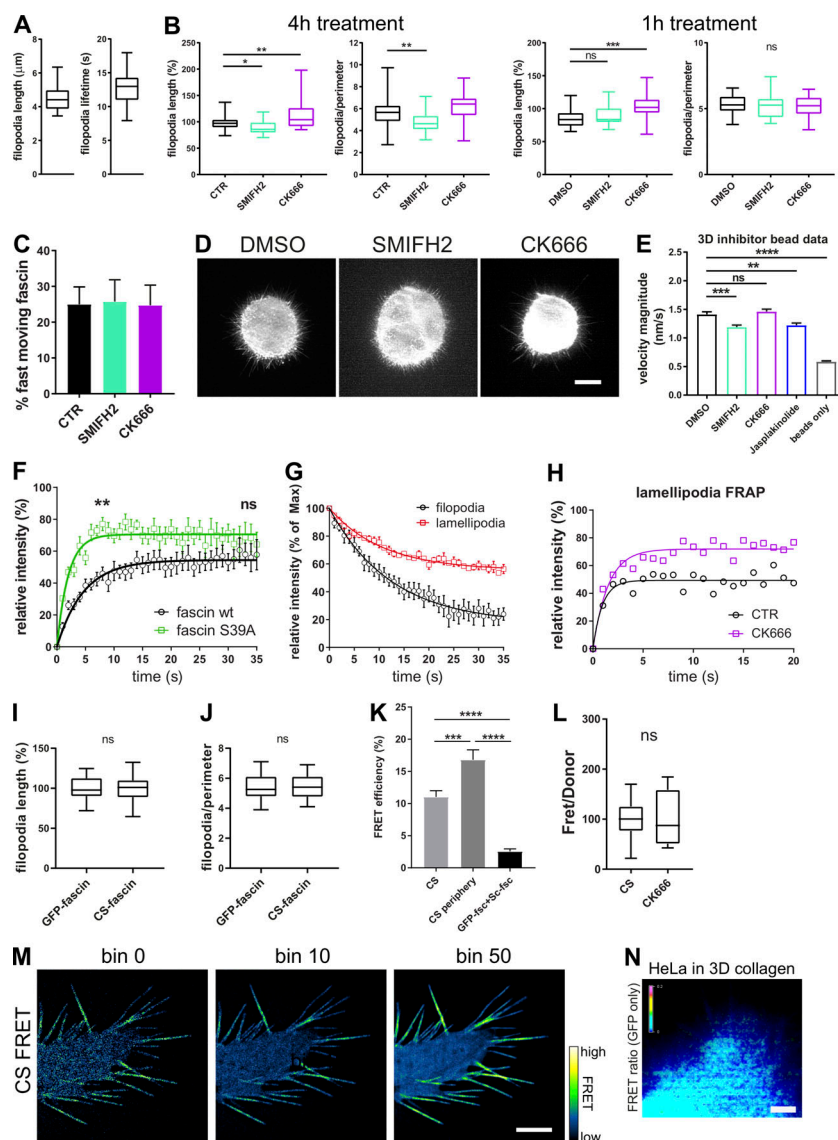 A
filopodia length (μm)
8
6
4
2
0
filopodia lifetime (s)
20
15
10
5
0
B
4h treatment
1h treatment
filopodia length (%)
250
200
150
100
50
0
**
*
CTR
SMIFH2
CK666
filopodia/perimeter
15
10
5
0
**
CTR
SMIFH2
CK666
filopodia length (%)
200
150
100
50
0
***
ns
DMSO
SMIFH2
CK666
filopodia/perimeter
10
5
0
ns
DMSO
SMIFH2
CK666
C
% fast moving fascin
40
30
20
10
0
CTR
SMIFH2
CK666
D
DMSO
SMIFH2
CK666
E
3D inhibitor bead data
velocity magnitude
(nm/s)
2.5
2.0
1.5
1.0
0.5
0.0
****
**
ns
***
DMSO
SMIFH2
CK666
Jasplakinolide
beads only
F
relative intensity (%)
100
80
60
40
20
0
**
ns
fascin wt
fascin S39A
0 5 10 15 20 25 30 35
time (s)
G
relative intensity (% of Max)
100
80
60
40
20
0
filopodia
lamellipodia
0 5 10 15 20 25 30 35
time (s)
H
lamellipodia FRAP
relative intensity (%)
100
80
60
40
20
0
CTR
CK666
0 5 10 15 20
time (s)
I
filopodia length (%)
150
100
50
0
ns
GFP-fascin
CS-fascin
J
filopodia/perimeter
10
8
6
4
2
0
ns
GFP-fascin
CS-fascin
K
FRET efficiency (%)
25
20
15
10
5
0
****
***
****
CS
CS periphery
GFP-fsc+Sc-fsc
L
Fret/Donor
300
200
100
0
ns
CS
CK666
M
bin 0
bin 10
bin 50
CS FRET
high
FRET
low
N
HeLa in 3D collagen
FRET ratio (GFP only)